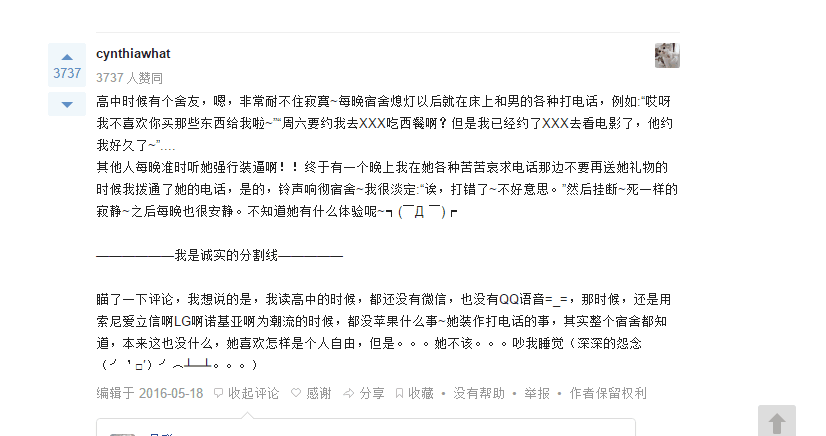 cynthiawhat
3737
3737 人赞同
高中时候有个舍友，嗯，非常耐不住寂寞~每晚宿舍熄灯以后就在床上和男的各种打电话，例如:“哎呀
我不喜欢你买那些东西给我啦~”“周六要约我去XXX吃西餐啊？但是我已经约了XXX去看电影了，他约
我好久了~”....
其他人每晚准时听她强行装逼啊！！终于有一个晚上我在她各种苦苦哀求电话那边不要再送她礼物的
时候我拨通了她的电话，是的，铃声响彻宿舍~我很淡定:“诶，打错了~不好意思。”然后挂断~死一样的
寂静~之后每晚也很安静。不知道她有什么体验呢~┑(￣Д ￣)┍
——————我是诚实的分割线—————
瞄了一下评论，我想说的是，我读高中的时候，都还没有微信，也没有QQ语音=_=，那时候，还是用
索尼爱立信啊LG啊诺基亚啊为潮流的时候，都没苹果什么事~她装作打电话的事，其实整个宿舍都知
道，本来这也没什么，她喜欢怎样是个人自由，但是。。。她不该。。。吵我睡觉（深深的怨念
（╯‵□′）╯︵┴─┴。。。）
编辑于 2016-05-18 收起评论 感谢 分享 收藏 • 没有帮助 • 举报 • 作者保留权利